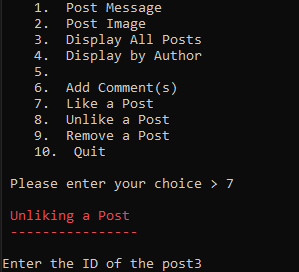 1. Post Message
2. Post Image
3. Display All Posts
4. Display by Author
5.
6. Add Comment(s)
7. Like a Post
8. Unlike a Post
9. Remove a Post
10. Quit
Please enter your choice > 7
Unliking a Post
----------------
Enter the ID of the post3